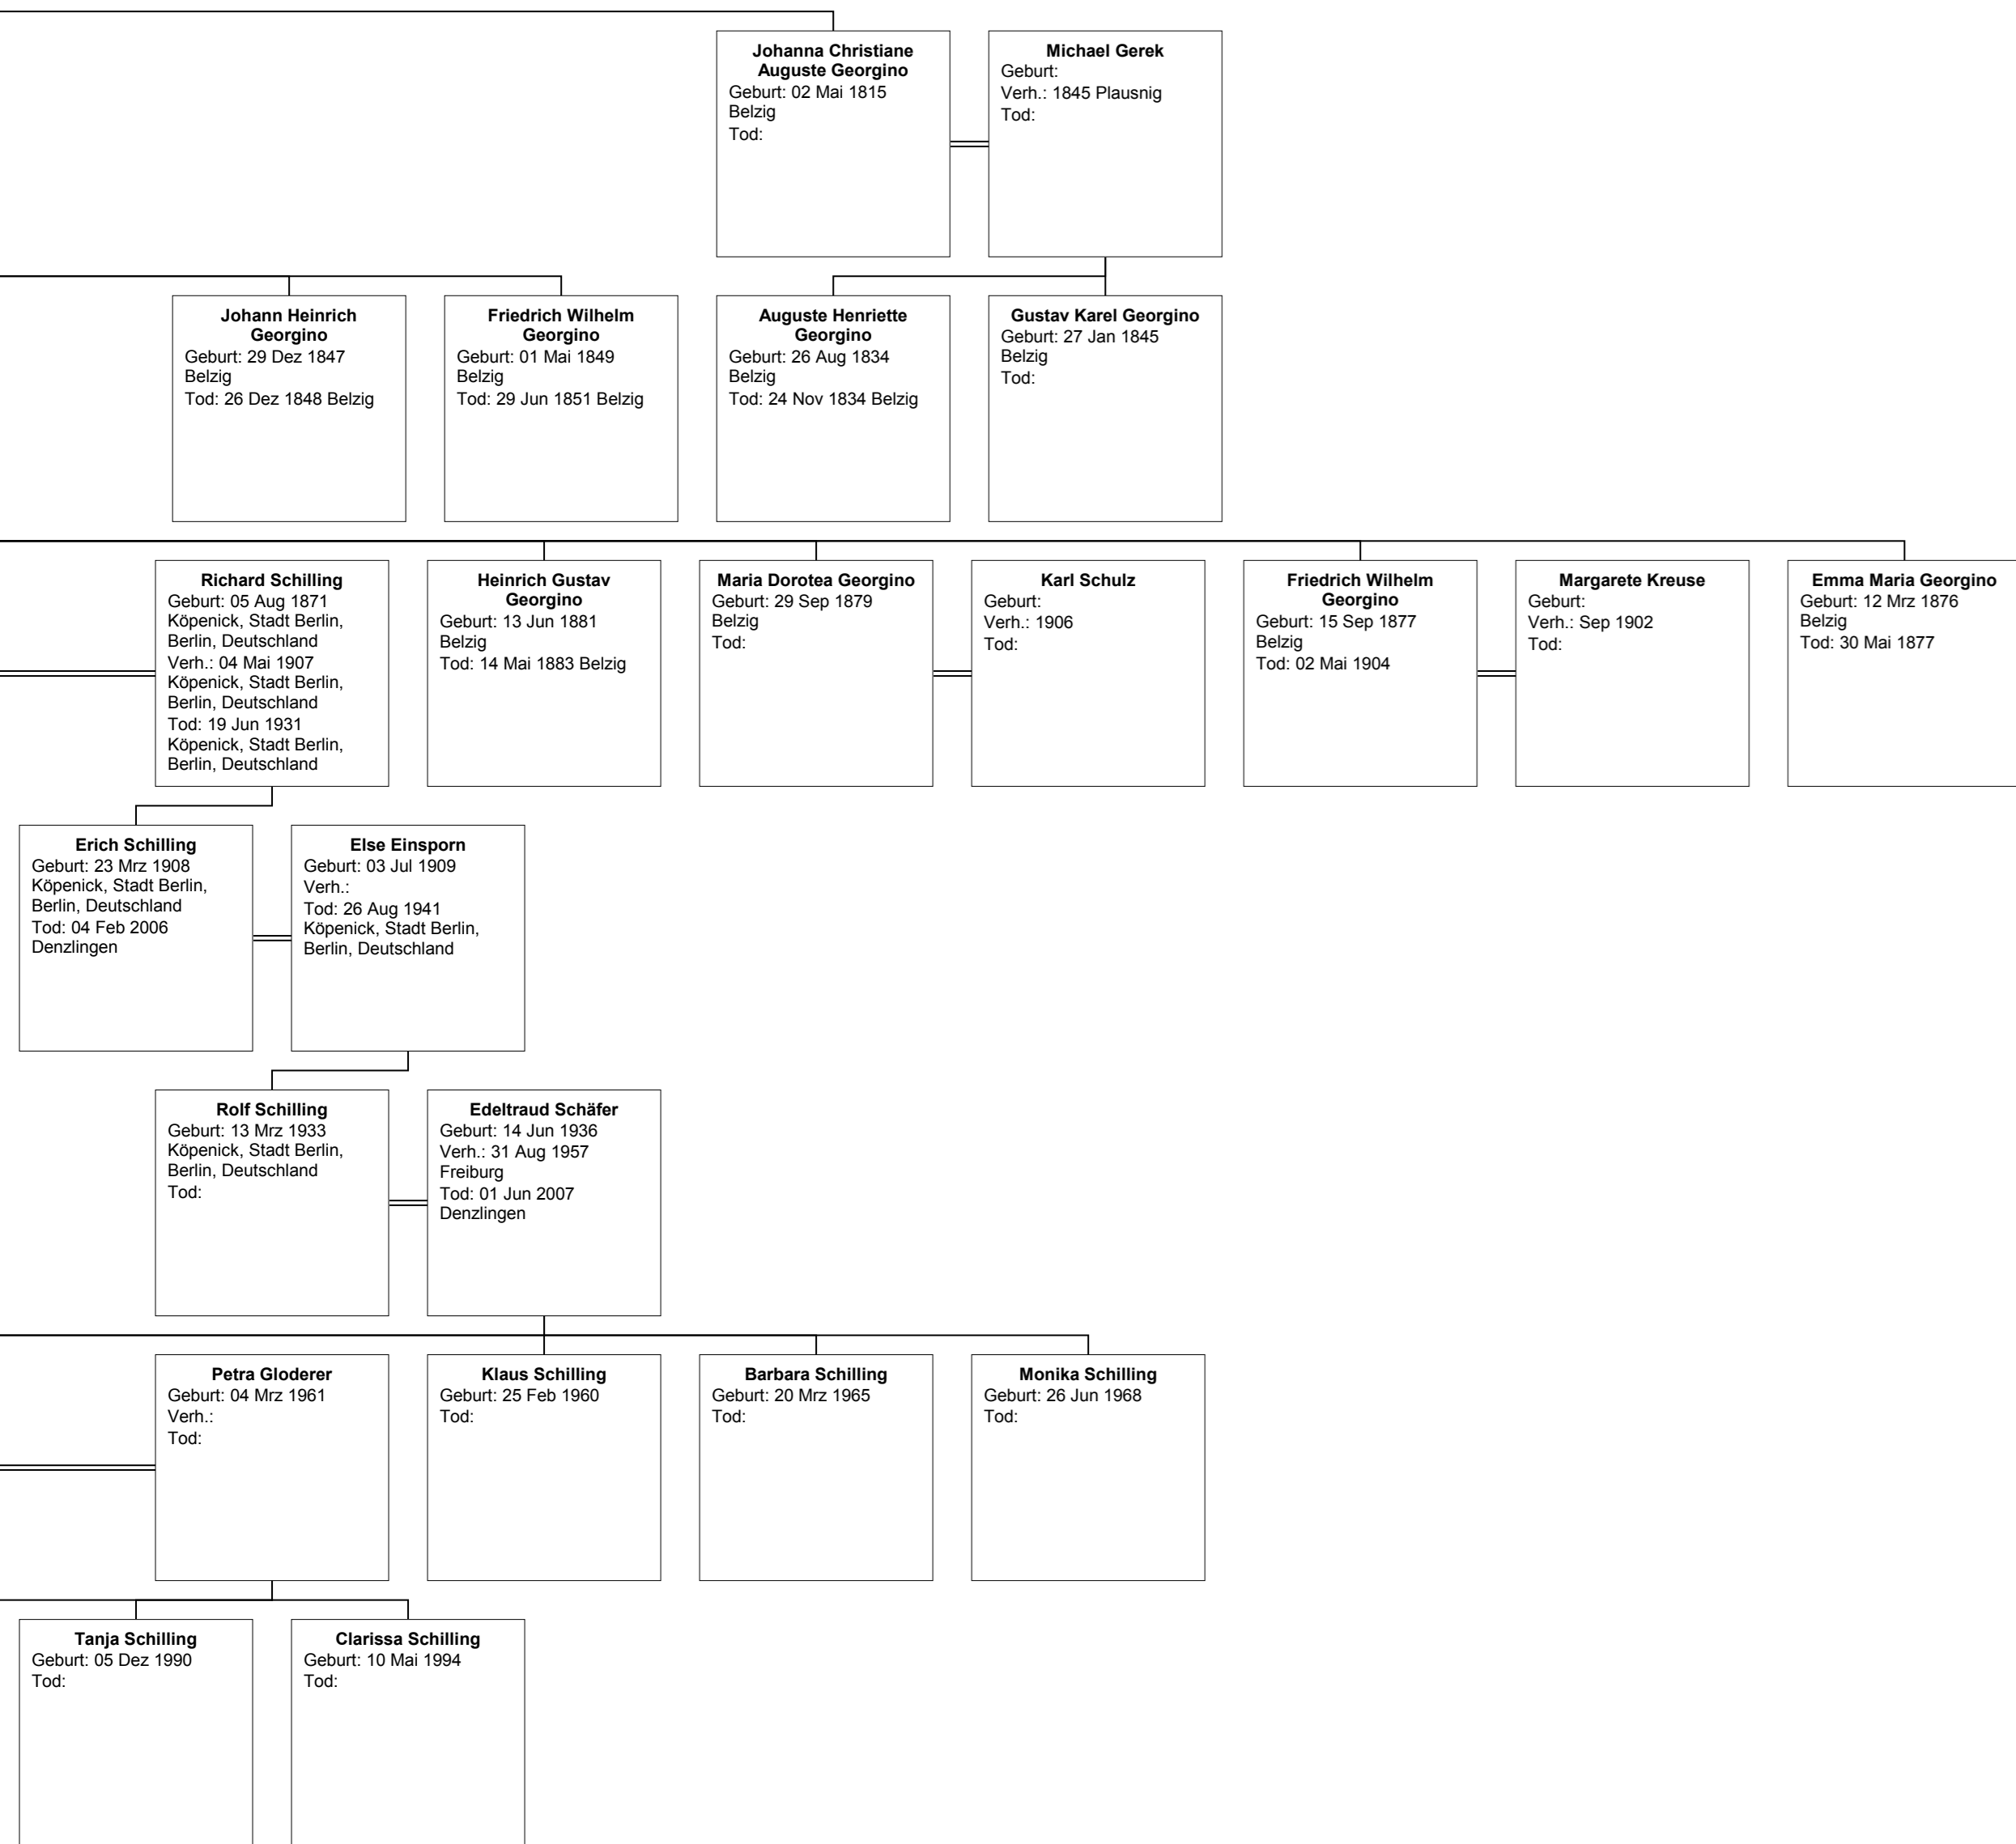 Johanna Christiane
Auguste Georgino
Geburt: 02 Mai 1815
Belzig
Tod:
Michael Gerek
Geburt:
Verh.: 1845 Plausnig
Tod:
Johann Heinrich
Georgino
Geburt: 29 Dez 1847
Belzig
Tod: 26 Dez 1848 Belzig
Friedrich Wilhelm
Georgino
Geburt: 01 Mai 1849
Belzig
Tod: 29 Jun 1851 Belzig
Auguste Henriette
Georgino
Geburt: 26 Aug 1834
Belzig
Tod: 24 Nov 1834 Belzig
Gustav Karel Georgino
Geburt: 27 Jan 1845
Belzig
Tod:
Richard Schilling
Geburt: 05 Aug 1871
Köpenick, Stadt Berlin,
Berlin, Deutschland
Verh.: 04 Mai 1907
Köpenick, Stadt Berlin,
Berlin, Deutschland
Tod: 19 Jun 1931
Köpenick, Stadt Berlin,
Berlin, Deutschland
Heinrich Gustav
Georgino
Geburt: 13 Jun 1881
Belzig
Tod: 14 Mai 1883 Belzig
Maria Dorotea Georgino
Geburt: 29 Sep 1879
Belzig
Tod:
Karl Schulz
Geburt:
Verh.: 1906
Tod:
Friedrich Wilhelm
Georgino
Geburt: 15 Sep 1877
Belzig
Tod: 02 Mai 1904
Margarete Kreuse
Geburt:
Verh.: Sep 1902
Tod:
Emma Maria Georgino
Geburt: 12 Mrz 1876
Belzig
Tod: 30 Mai 1877
Erich Schilling
Geburt: 23 Mrz 1908
Köpenick, Stadt Berlin,
Berlin, Deutschland
Tod: 04 Feb 2006
Denzlingen
Else Einsporn
Geburt: 03 Jul 1909
Verh.:
Tod: 26 Aug 1941
Köpenick, Stadt Berlin,
Berlin, Deutschland
Rolf Schilling
Geburt: 13 Mrz 1933
Köpenick, Stadt Berlin,
Berlin, Deutschland
Tod:
Edeltraud Schäfer
Geburt: 14 Jun 1936
Verh.: 31 Aug 1957
Freiburg
Tod: 01 Jun 2007
Denzlingen
Petra Gloderer
Geburt: 04 Mrz 1961
Verh.:
Tod:
Klaus Schilling
Geburt: 25 Feb 1960
Tod:
Barbara Schilling
Geburt: 20 Mrz 1965
Tod:
Monika Schilling
Geburt: 26 Jun 1968
Tod:
Tanja Schilling
Geburt: 05 Dez 1990
Tod:
Clarissa Schilling
Geburt: 10 Mai 1994
Tod: